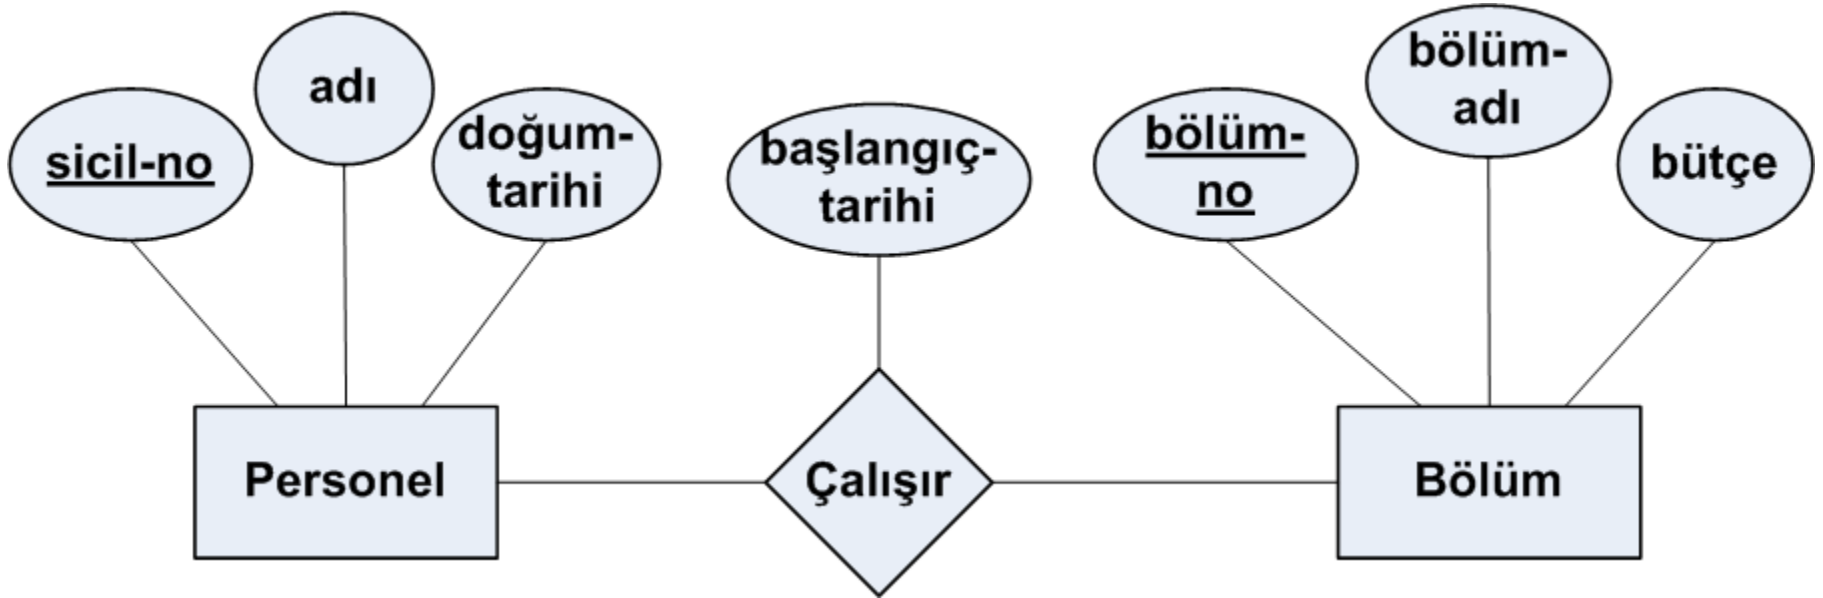 sicil-no
adı
doğum-
tarihi
başlangıç-
tarihi
bölüm-
no
bölüm-
adı
bütçe
Personel
Çalışır
Bölüm